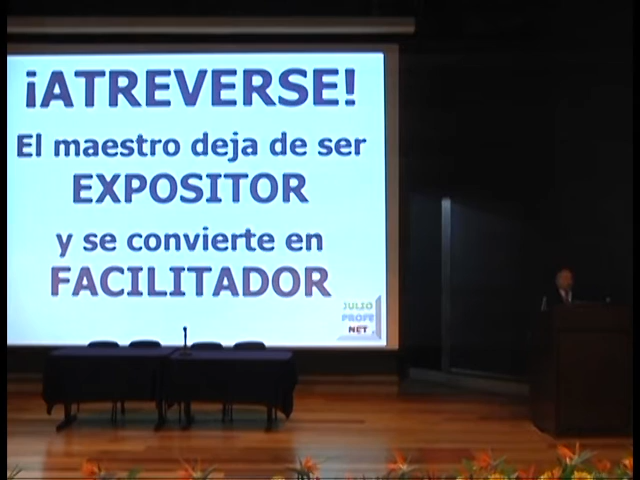 ¡ATREVERSE!
El maestro deja de ser
EXPOSITOR
y se convierte en
FACILITADOR
JULIO
PROFE
NET